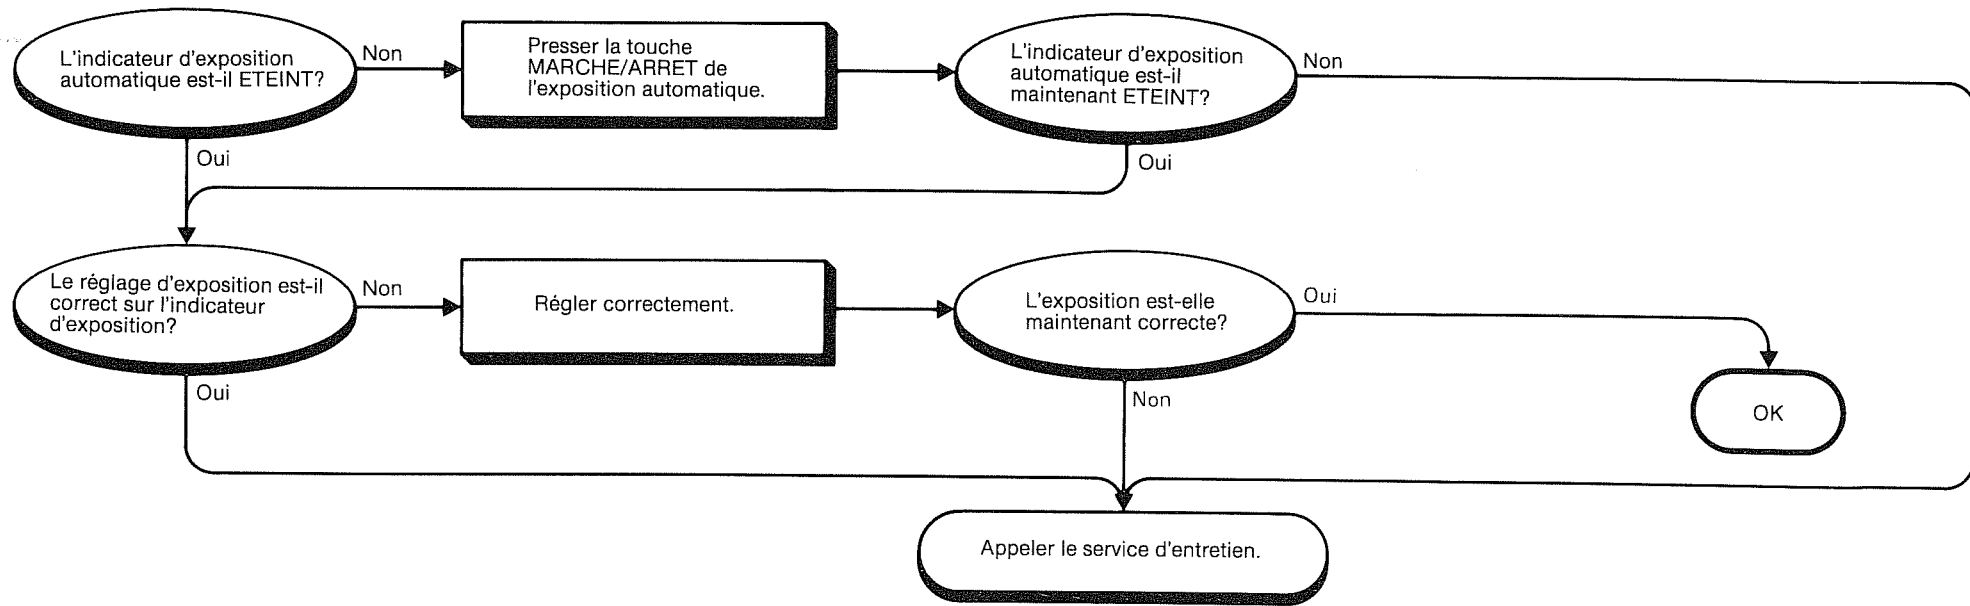 L'indicateur d'exposition
automatique est-il ETEINT?
Non
Presser la touche
MARCHE/ARRET de
l'exposition automatique.
L'indicateur d'exposition
automatique est-il
maintenant ETEINT?
Non
Oui
Oui
Le réglage d'exposition est-il
correct sur l'indicateur
d'exposition?
Non
Régler correctement.
L'exposition est-elle
maintenant correcte?
Oui
Oui
Non
OK
Appeler le service d'entretien.